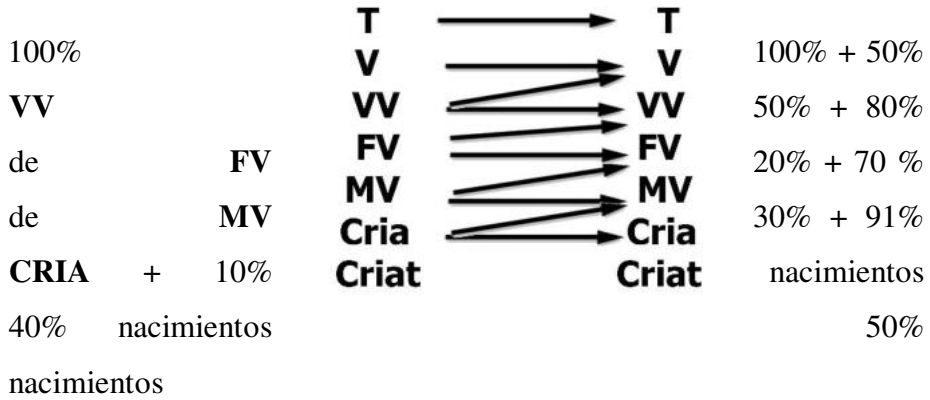 T T
100% V V 100% + 50%
VV VV VV 50% + 80%
de FV FV FV 20% + 70 %
de MV MV MV 30% + 91%
Cria Cria
CRIA + 10% Criat Criat nacimientos
40% nacimientos 50%
nacimientos